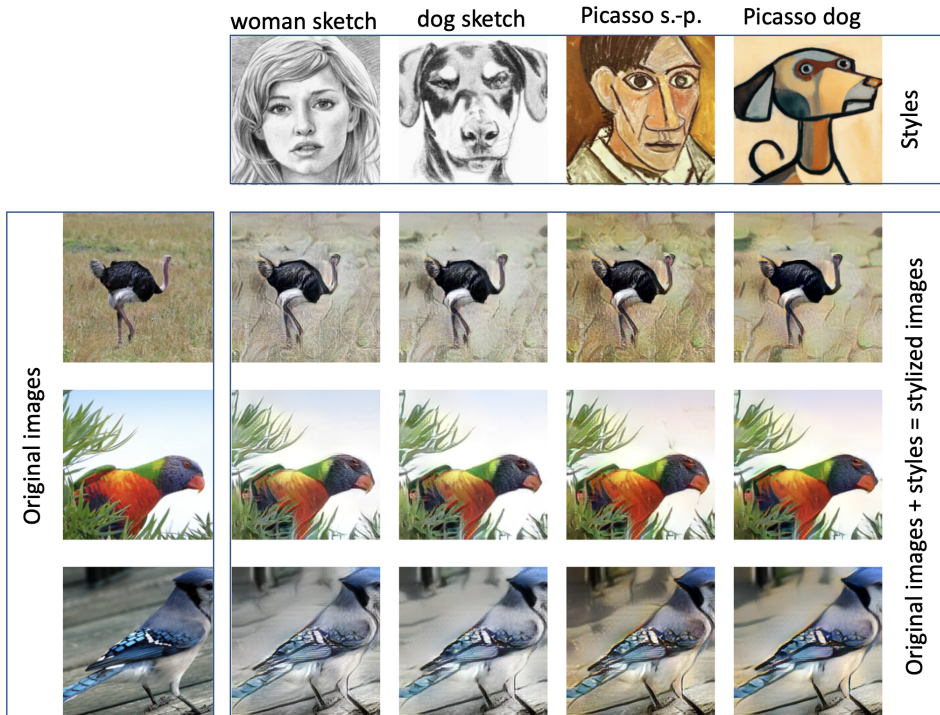 woman sketch
dog sketch
Picasso s.-p.
Picasso dog
Styles
Original images
Original images + styles = stylized images